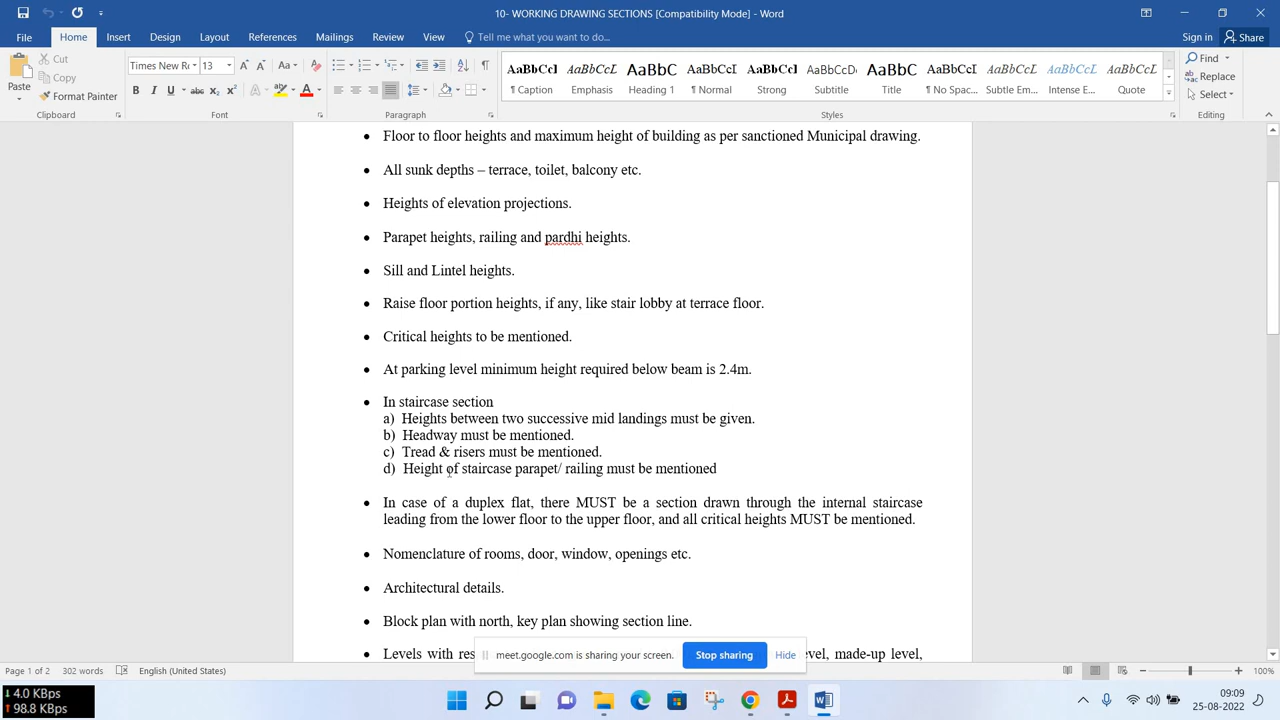 10- WORKING DRAWING SECTIONS [Compatibility Mode] - Word
File Home Insert Design Layout References Mailings Review View Tell me what you want to do... Sign in Share
Cut
Copy
Format Painter
Paste
Times New Ro 13
AaBbCcI AaBbCcL AaBbC AaBbCcI AaBbCcI AaBbCcDc AaBbC AaBbCcI AaBbCcL AaBbCcL AaBbCcL
¶ Caption Emphasis Heading 1 ¶ Normal Strong Subtitle Title ¶ No Spac... Subtle Em... Intense E... Quote
Find
Replace
Select
Clipboard Font Paragraph Styles Editing
• Floor to floor heights and maximum height of building as per sanctioned Municipal drawing.
• All sunk depths – terrace, toilet, balcony etc.
• Heights of elevation projections.
• Parapet heights, railing and pardhi heights.
• Sill and Lintel heights.
• Raise floor portion heights, if any, like stair lobby at terrace floor.
• Critical heights to be mentioned.
• At parking level minimum height required below beam is 2.4m.
• In staircase section
a) Heights between two successive mid landings must be given.
b) Headway must be mentioned.
c) Tread & risers must be mentioned.
d) Height of staircase parapet/ railing must be mentioned
• In case of a duplex flat, there MUST be a section drawn through the internal staircase
leading from the lower floor to the upper floor, and all critical heights MUST be mentioned.
• Nomenclature of rooms, door, window, openings etc.
• Architectural details.
• Block plan with north, key plan showing section line.
• Levels with res
vel, made-up level,
meet.google.com is sharing your screen. Stop sharing Hide
Page 1 of 2 302 words English (United States) 100%
4.0 KBps
98.8 KBps
09:09
25-08-2022